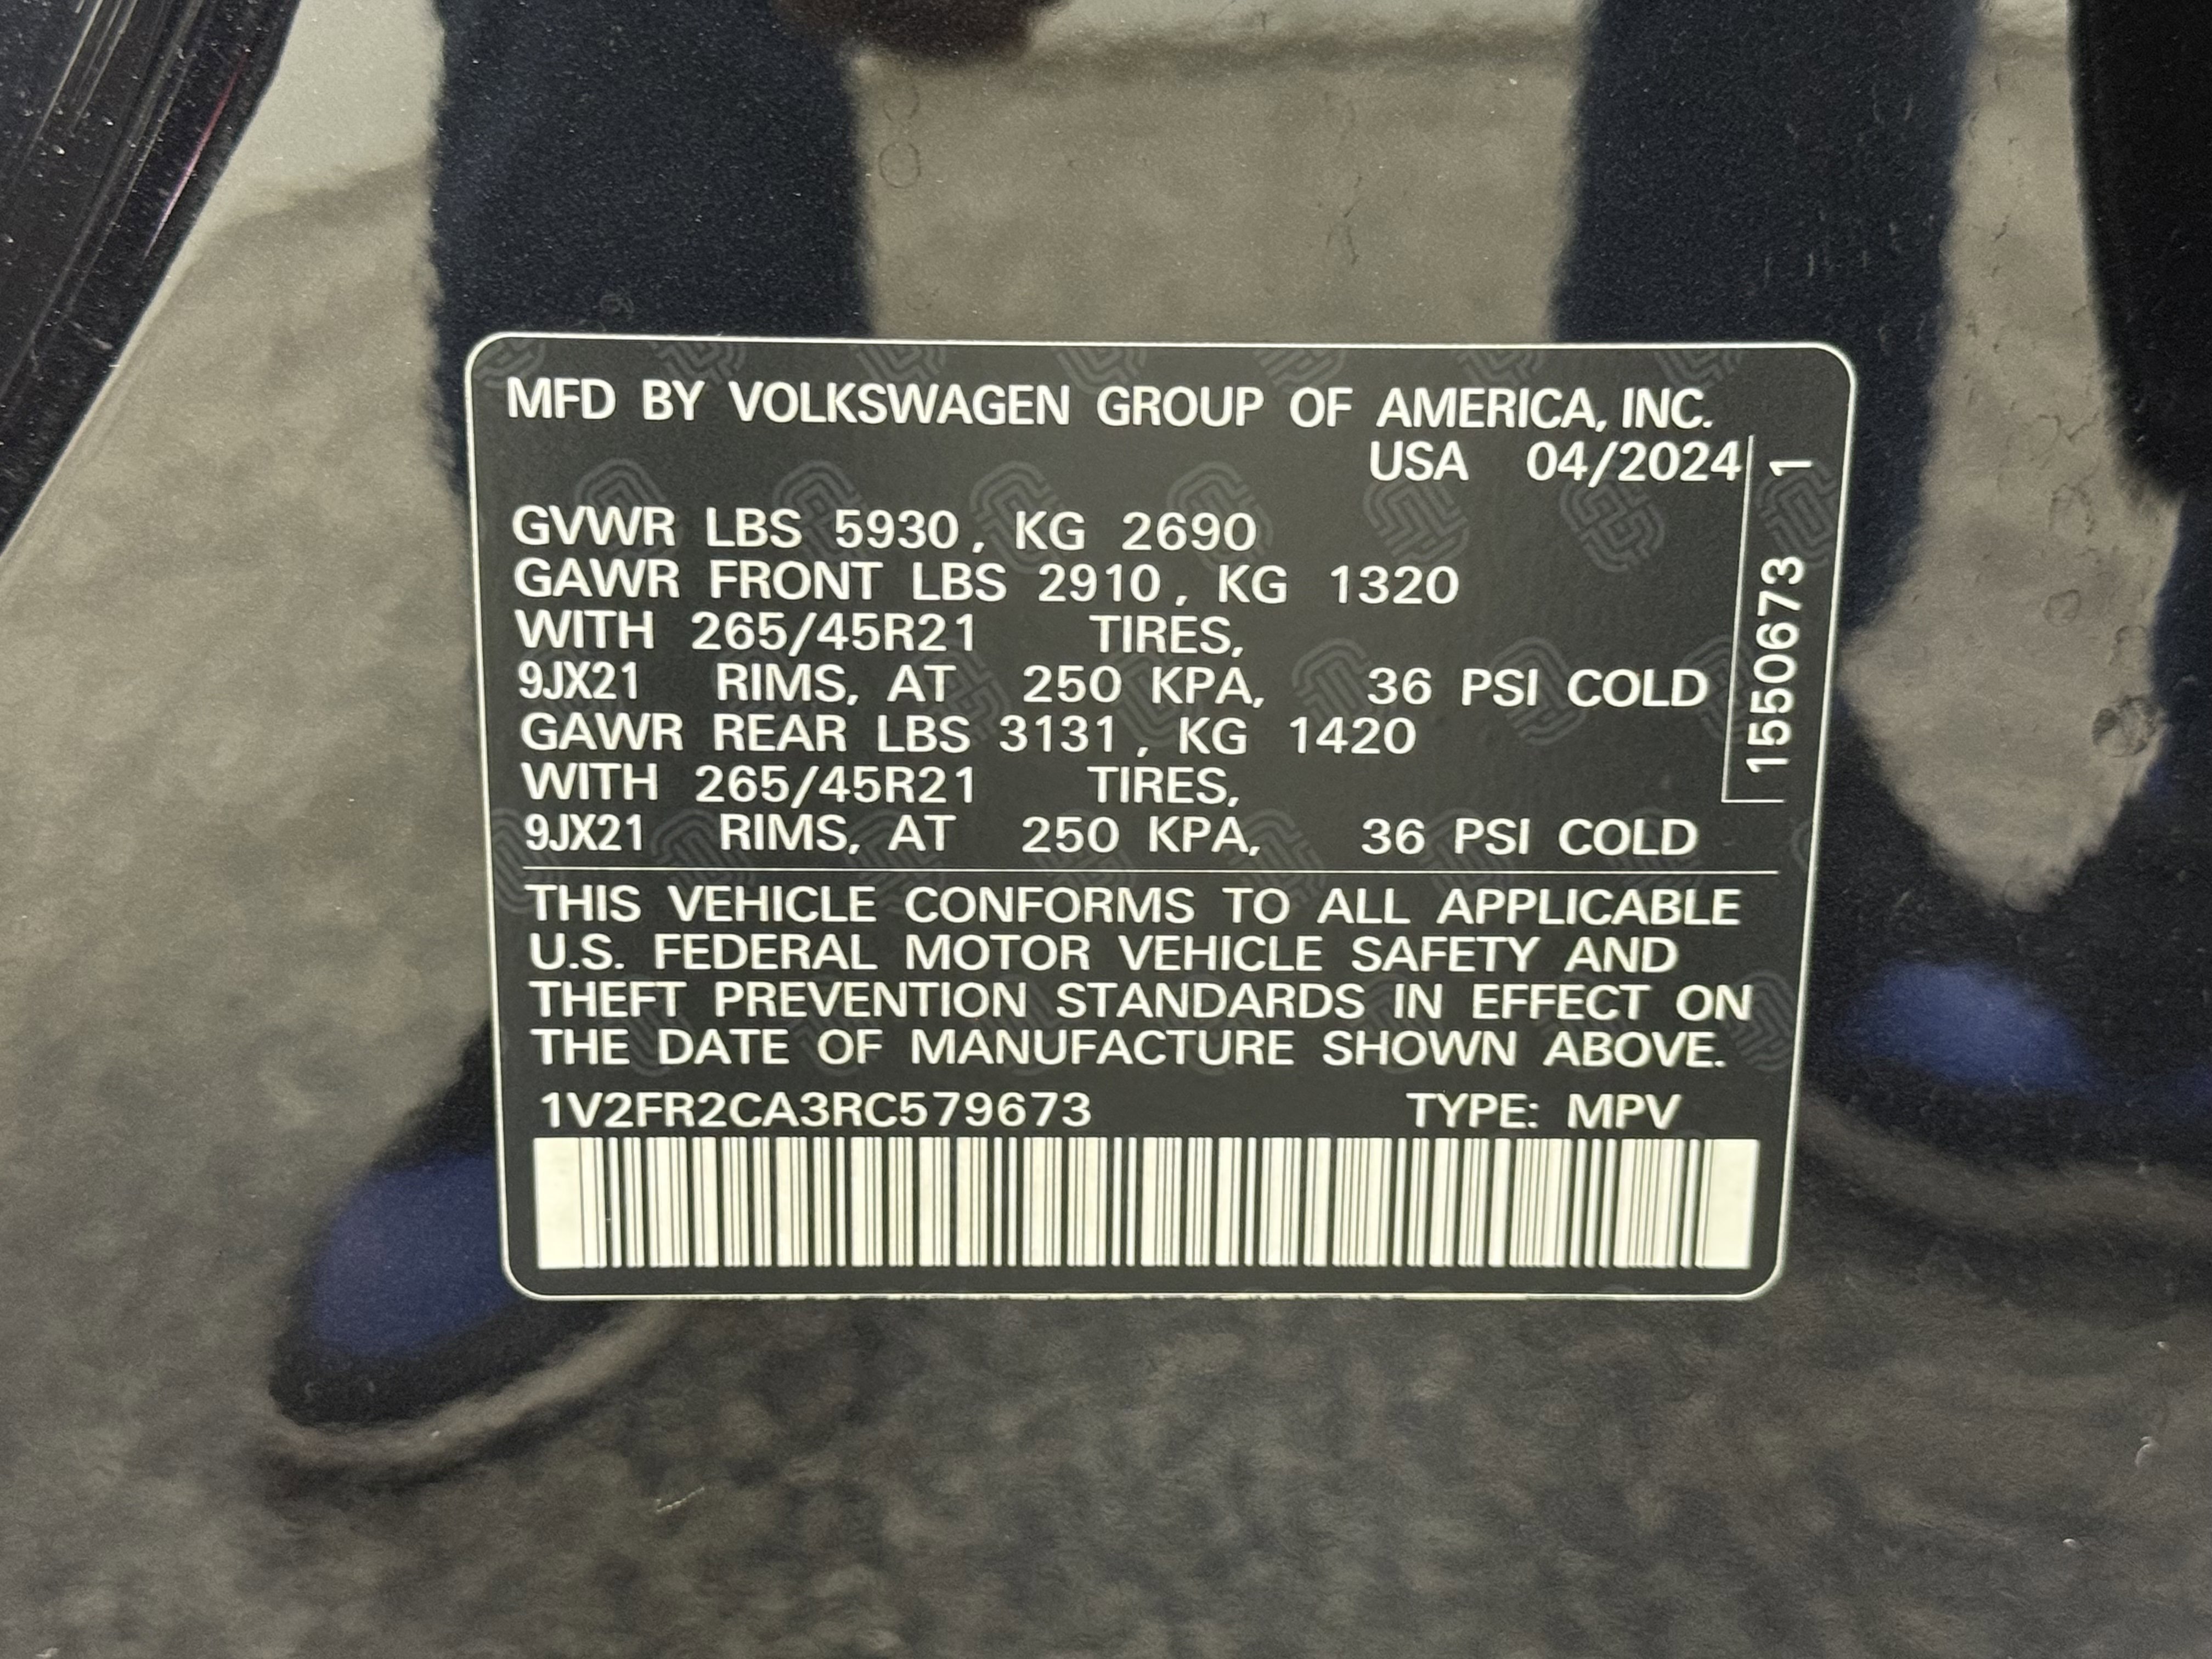 MFD BY VOLKSWAGEN GROUP OF AMERICA, INC.
USA 04/2024
GVWR LBS 5930, KG 2690
GAWR FRONT LBS 2910, KG 1320
WITH 265/45R21 TIRES,
9JX21 RIMS, AT 250 KPA, 36 PSI COLD
GAWR REAR LBS 3131, KG 1420
WITH 265/45R21 TIRES,
9JX21 RIMS, AT 250 KPA, 36 PSI COLD
1550673 1
THIS VEHICLE CONFORMS TO ALL APPLICABLE
U.S. FEDERAL MOTOR VEHICLE SAFETY AND
THEFT PREVENTION STANDARDS IN EFFECT ON
THE DATE OF MANUFACTURE SHOWN ABOVE.
1V2FR2CA3RC579673 TYPE: MPV